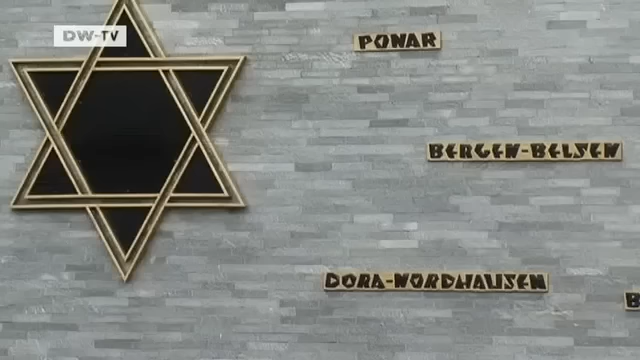 DW-TV
PONAR
BERGEN-BELSEN
DORA-NORDHAUSEN
B